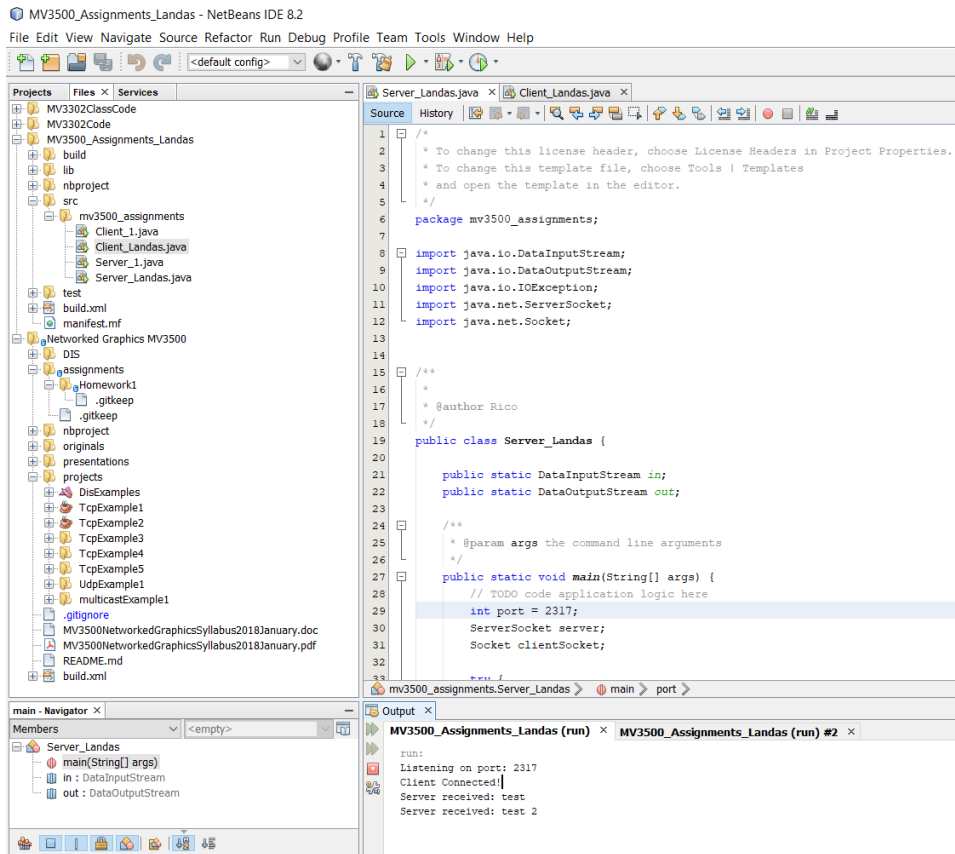 MV3500_Assignments_Landas - NetBeans IDE 8.2
File Edit View Navigate Source Refactor Run Debug Profile Team Tools Window Help
<default config>
Projects Files × Services
MV3302ClassCode
MV3302Code
MV3500_Assignments_Landas
build
lib
nbproject
src
mv3500_assignments
Client_1.java
Client_Landas.java
Server_1.java
Server_Landas.java
test
build.xml
manifest.mf
Networked Graphics MV3500
DIS
assignments
Homework1
.gitkeep
.gitkeep
nbproject
originals
presentations
projects
DisExamples
TcpExample1
TcpExample2
TcpExample3
TcpExample4
TcpExample5
UdpExample1
multicastExample1
.gitignore
MV3500NetworkedGraphicsSyllabus2018January.doc
MV3500NetworkedGraphicsSyllabus2018January.pdf
README.md
build.xml
main - Navigator ×
Members <empty>
Server_Landas
main(String[] args)
in : DataInputStream
out : DataOutputStream
Server_Landas.java × Client_Landas.java ×
Source History
1 /*
2 * To change this license header, choose License Headers in Project Properties.
3 * To change this template file, choose Tools | Templates
4 * and open the template in the editor.
5 */
6 package mv3500_assignments;
7
8 import java.io.DataInputStream;
9 import java.io.DataOutputStream;
10 import java.io.IOException;
11 import java.net.ServerSocket;
12 import java.net.Socket;
13
14
15 /**
16 *
17 * @author Rico
18 */
19 public class Server_Landas {
20
21 public static DataInputStream in;
22 public static DataOutputStream out;
23
24 /**
25 * @param args the command line arguments
26 */
27 public static void main(String[] args) {
28 // TODO code application logic here
29 int port = 2317;
30 ServerSocket server;
31 Socket clientSocket;
32
33 try {
mv3500_assignments.Server_Landas main port
Output ×
MV3500_Assignments_Landas (run) × MV3500_Assignments_Landas (run) #2 ×
run:
Listening on port: 2317
Client Connected!
Server received: test
Server received: test 2